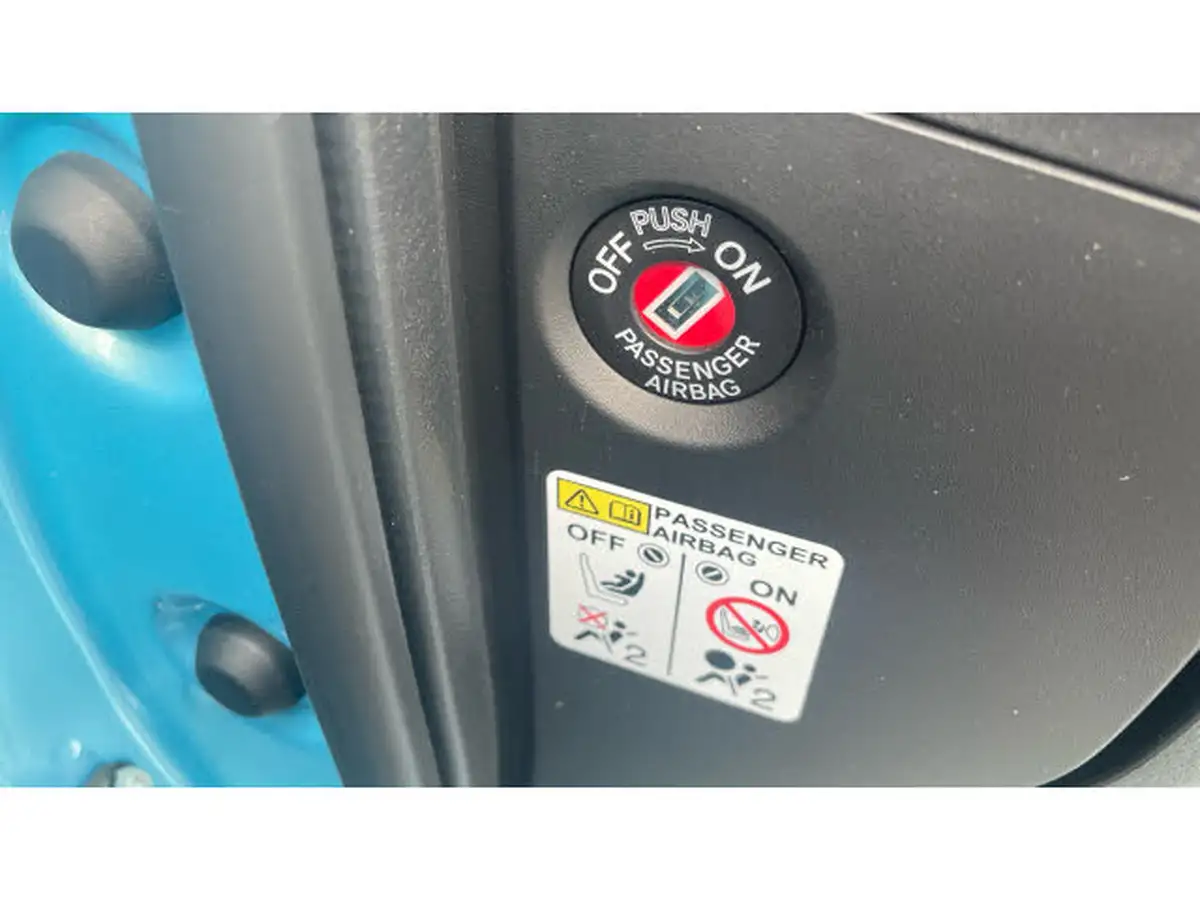 PUSH
OFF ON
PASSENGER
AIRBAG
PASSENGER
AIRBAG
OFF
ON
2
2